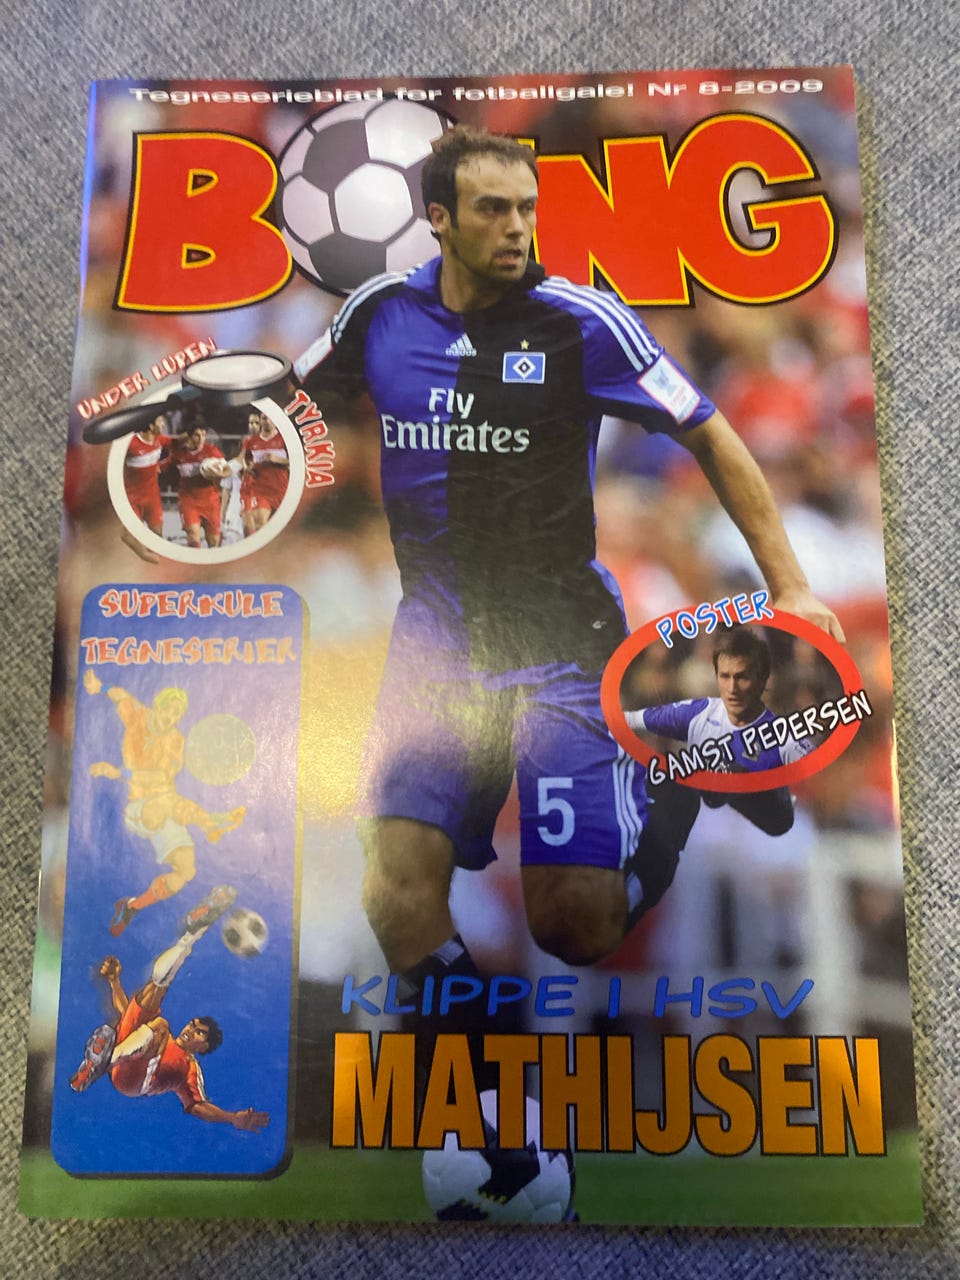 Tegneserieblad for fotballgale! Nr 8-2009
BOING
UNDER LUPEN
TYRKIA
adidas
Fly
Emirates
SUPERKULE
TEGNESERIER
POSTER
GAMST PEDERSEN
5
KLIPPE I HSV
MATHIJSEN